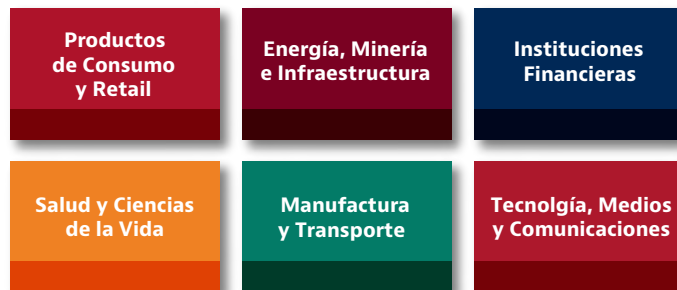 Productos
de Consumo
y Retail
Energía, Minería
e Infraestructura
Instituciones
Financieras
Salud y Ciencias
de la Vida
Manufactura
y Transporte
Tecnolgía, Medios
y Comunicaciones